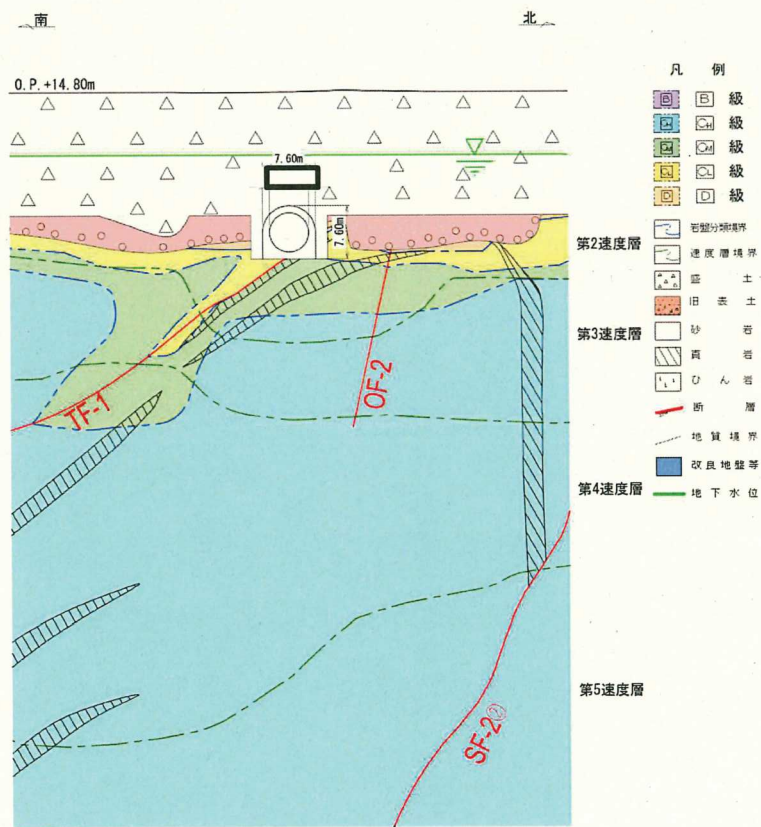 南
北
O.P.+14.80m
7.60m
7.60m
TF-1
OF-2
SF-2②
第2速度層
第3速度層
第4速度層
第5速度層
凡 例
B B 級
CH CH 級
CM CM 級
CL CL 級
D D 級
岩盤分類境界
速度層境界
盛 土
旧 表 土
砂 岩
頁 岩
ひ ん 岩
断 層
地 質 境 界
改 良 地 盤 等
地 下 水 位